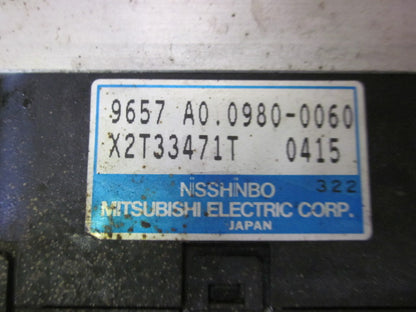 9657 A0.0980-0060
X2T33471T 0415
NISSHINBO 322
MITSUBISHI ELECTRIC CORP.
JAPAN